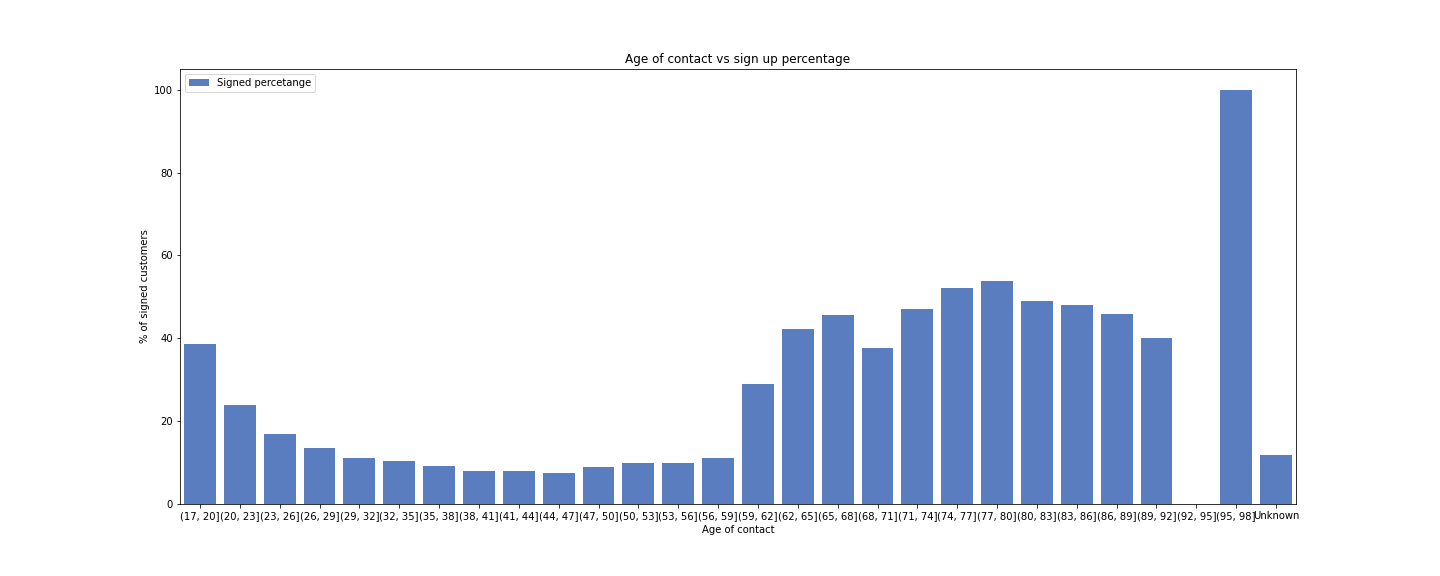 Age of contact vs sign up percentage
Signed percetange
100
80
60
40
20
0
% of signed customers
(17, 20] (20, 23] (23, 26] (26, 29] (29, 32] (32, 35] (35, 38] (38, 41] (41, 44] (44, 47] (47, 50] (50, 53] (53, 56] (56, 59] (59, 62] (62, 65] (65, 68] (68, 71] (71, 74] (74, 77] (77, 80] (80, 83] (83, 86] (86, 89] (89, 92] (92, 95] (95, 98] Unknown
Age of contact